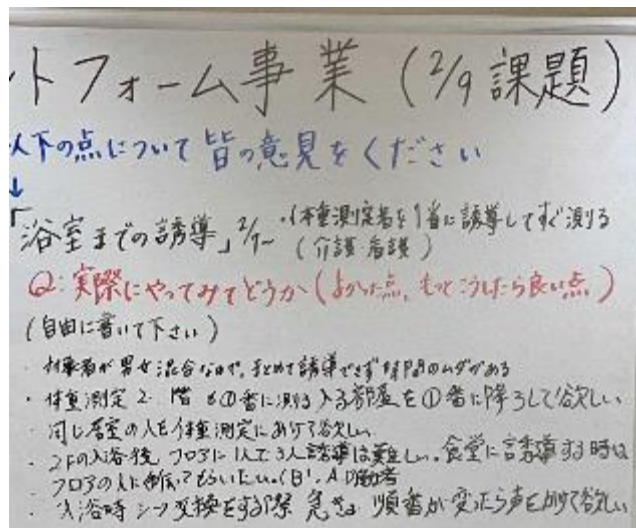 トフォーム事業（2/9 課題）
以下の点について皆の意見をください
↓
「浴室までの誘導」2/1〜 ・体重測定者を1番に誘導してすぐ測る
（介護 看護）
Q：実際にやってみてどうか（よかった点、もっとこうしたら良い点）
（自由に書いて下さい）
・対象者が男女混合なので、まとめて誘導できず時間のムダがある
・体重測定 2 階も①番に測る入る部屋を①番に降ろして欲しい
・同じ居室の人を体重測定にあげて欲しい
・2Fの入浴後、フロアに1人で3人誘導は難しい。食堂に誘導する時は
フロアの人に手伝ってもらいたい。(B'、A 勤者
・入浴時 シーツ交換をする際 急きょ 順番が変ったら声をかけて欲しい